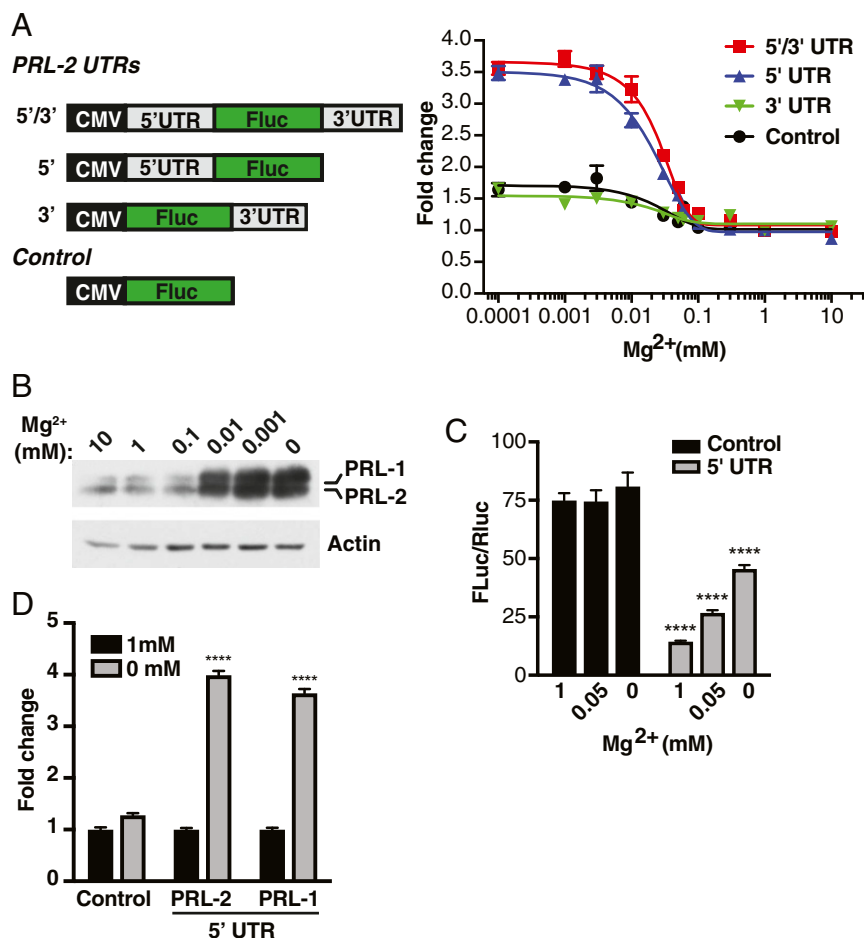 A
PRL-2 UTRs
5'/3' CMV 5'UTR Fluc 3'UTR
5' CMV 5'UTR Fluc
3' CMV Fluc 3'UTR
Control
CMV Fluc
Fold change
4.0
3.5
3.0
2.5
2.0
1.5
1.0
0.5
0.0
5'/3' UTR
5' UTR
3' UTR
Control
0.0001 0.001 0.01 0.1 1 10
Mg2+(mM)
B
Mg2+
(mM): 10 1 0.1 0.01 0.001 0
PRL-1
PRL-2
Actin
C
FLuc/Rluc
100
75
50
25
0
Control
5' UTR
**** **** ****
1 0.05 0 1 0.05 0
Mg2+ (mM)
D
Fold change
5
4
3
2
1
0
1mM
0 mM
**** ****
Control PRL-2 PRL-1
5' UTR